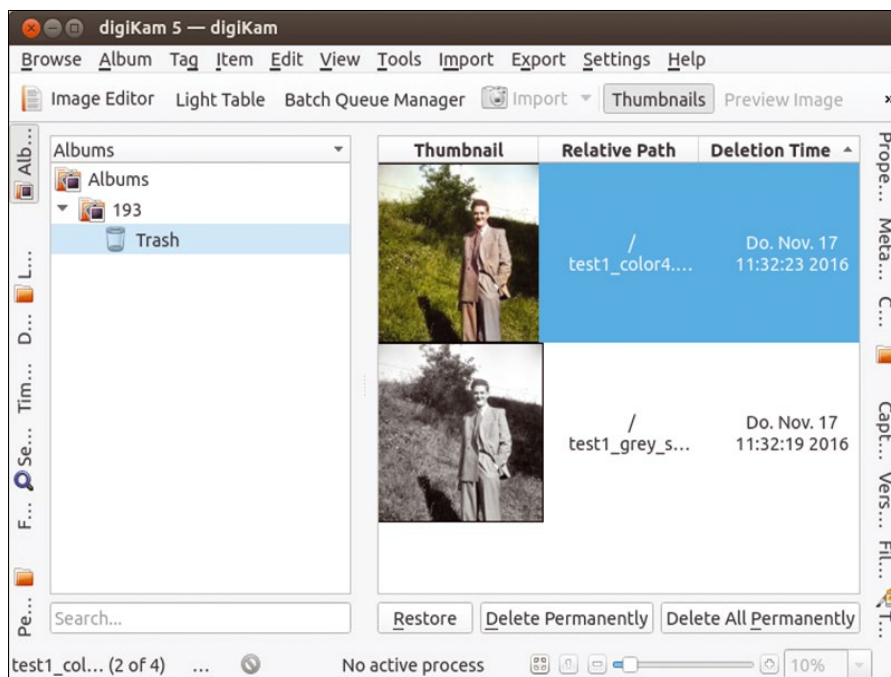 digiKam 5 — digiKam
Browse Album Tag Item Edit View Tools Import Export Settings Help
Image Editor Light Table Batch Queue Manager Import Thumbnails Preview Image »
Alb...
L...
D...
Tim...
Se...
F...
Pe...
Albums
Albums
193
Trash
Search...
Thumbnail Relative Path Deletion Time
/
test1_color4....
Do. Nov. 17
11:32:23 2016
/
test1_grey_s...
Do. Nov. 17
11:32:19 2016
Restore Delete Permanently Delete All Permanently
Prope...
Meta...
C...
Capt...
Vers...
Fil...
T...
test1_col... (2 of 4) ... No active process 10%